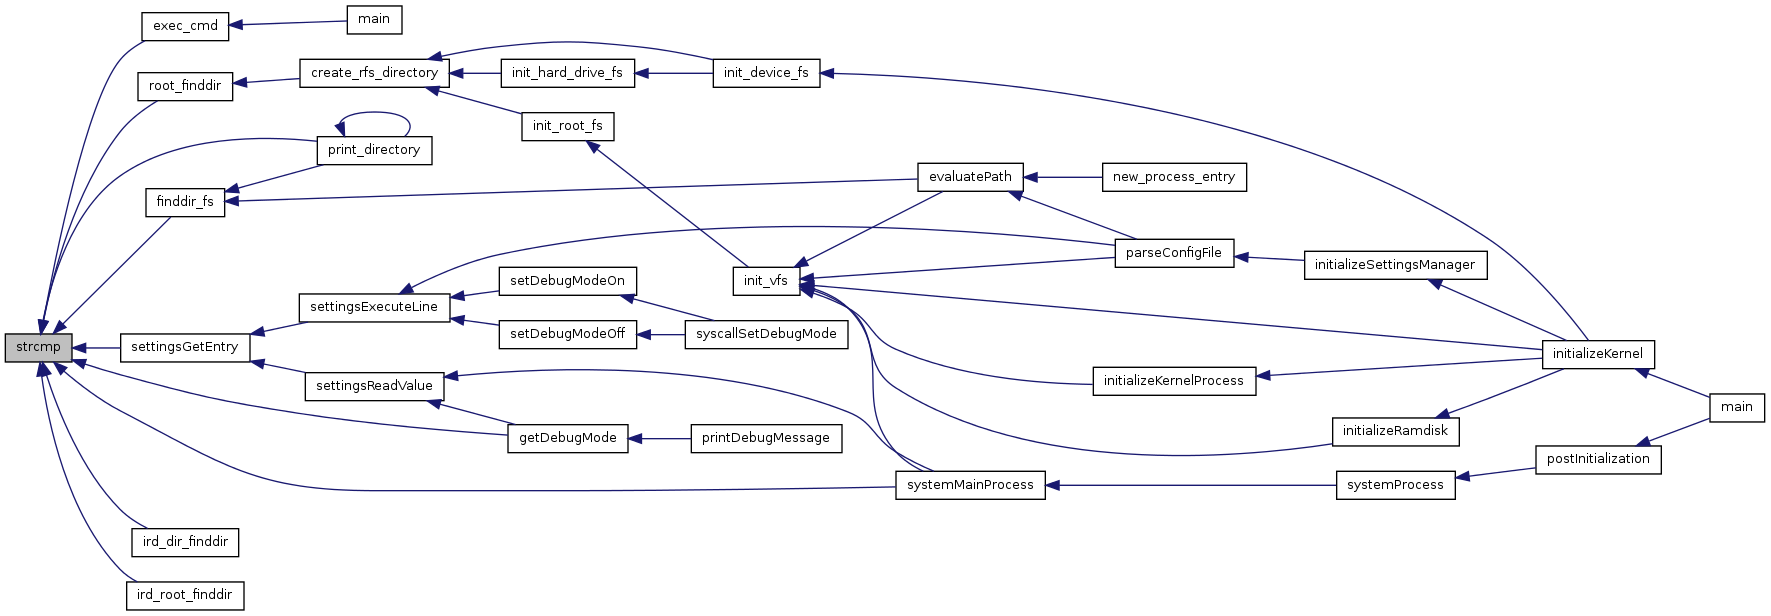 exec_cmd
main
root_finddir
create_rfs_directory
init_hard_drive_fs
init_device_fs
init_root_fs
print_directory
finddir_fs
evaluatePath
new_process_entry
parseConfigFile
initializeSettingsManager
init_vfs
setDebugModeOn
settingsExecuteLine
setDebugModeOff
syscallSetDebugMode
strcmp
settingsGetEntry
initializeKernel
settingsReadValue
initializeKernelProcess
main
getDebugMode
printDebugMessage
initializeRamdisk
postInitialization
systemMainProcess
systemProcess
ird_dir_finddir
ird_root_finddir